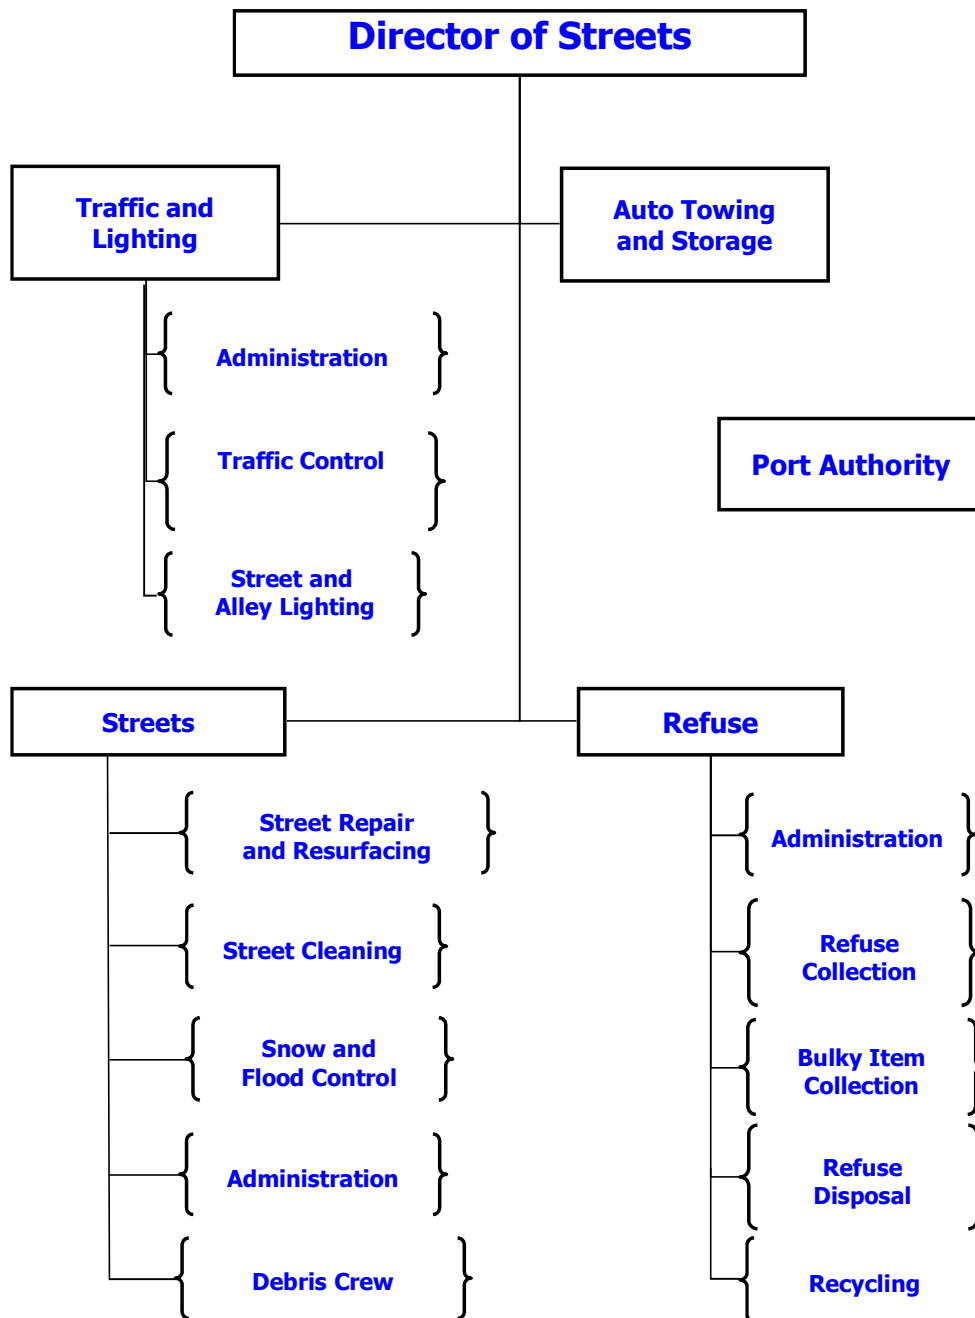 Director of Streets
Traffic and
Lighting
Auto Towing
and Storage
Administration
Traffic Control
Street and
Alley Lighting
Port Authority
Streets
Street Repair
and Resurfacing
Street Cleaning
Snow and
Flood Control
Administration
Debris Crew
Refuse
Administration
Refuse
Collection
Bulky Item
Collection
Refuse
Disposal
Recycling